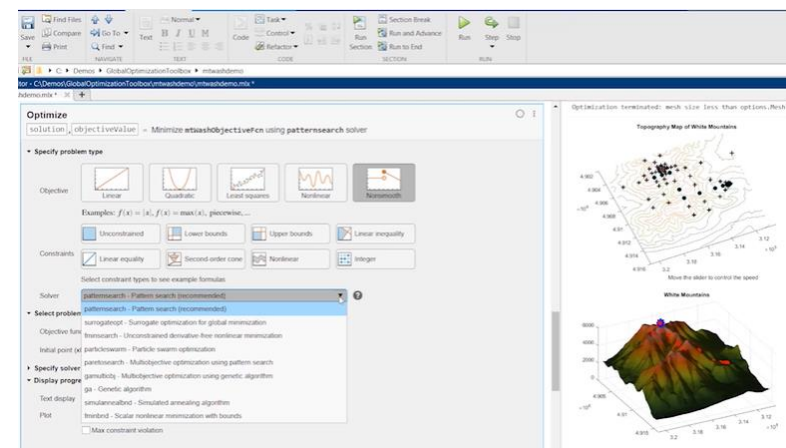 Find Files
Normal
Task
Section Break
Save
Compare
Go To
Text
B I U M
Code
Control
Run
Run and Advance
Run
Step
Stop
Print
Find
Refactor
Section
Run to End
FILE
NAVIGATE
TEXT
CODE
SECTION
RUN
C: Demos GlobalOptimizationToolbox mtwashdemo
tor - C:\Demos\GlobalOptimizationToolbox\mtwashdemo\mtwashdemo.mlx *
hdemo.mlx *
Optimize
solution, objectiveValue = Minimize mtWashObjectiveFcn using patternsearch solver
Specify problem type
Objective
Linear
Quadratic
Least squares
Nonlinear
Nonsmooth
Examples: f(x) = |x|, f(x) = max(x), piecewise,...
Constraints
Unconstrained
Lower bounds
Upper bounds
Linear inequality
Linear equality
Second-order cone
Nonlinear
Integer
Select constraint types to see example formulas
Solver
patternsearch - Pattern search (recommended)
patternsearch - Pattern search (recommended)
surrogateopt - Surrogate optimization for global minimization
fminsearch - Unconstrained derivative-free nonlinear minimization
particleswarm - Particle swarm optimization
paretosearch - Multiobjective optimization using pattern search
gamultiobj - Multiobjective optimization using genetic algorithm
ga - Genetic algorithm
simulannealbnd - Simulated annealing algorithm
fminbnd - Scalar nonlinear minimization with bounds
Select problem
Objective func
Initial point (x
Specify solver
Display progre
Text display
Plot
Max constraint violation
Optimization terminated: mesh size less than options.Mesh
Topography Map of White Mountains
Move the slider to control the speed
White Mountains